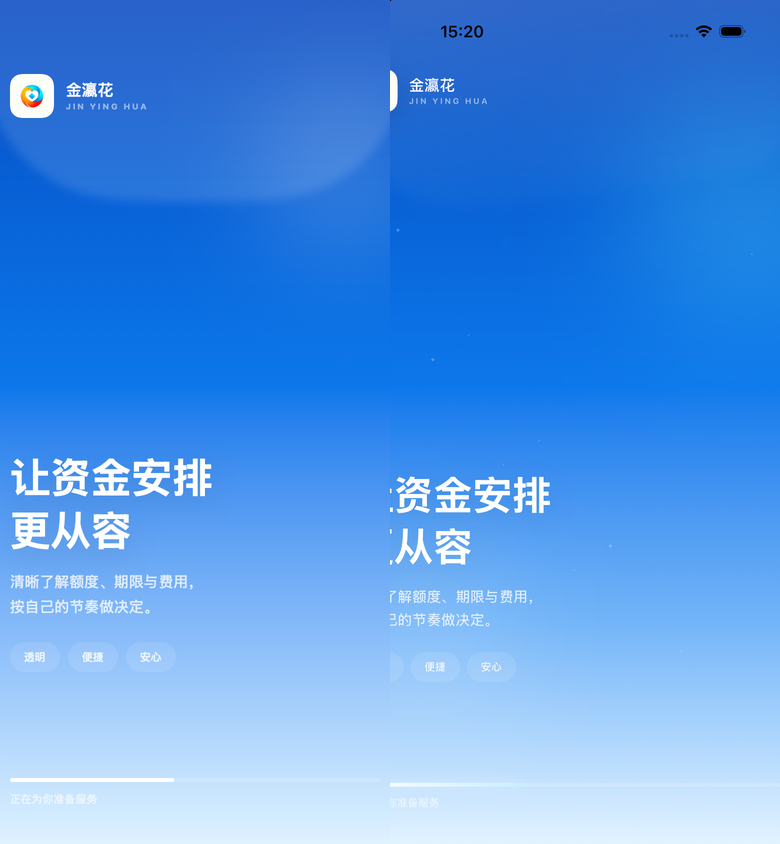 金瀛花
JIN YING HUA
让资金安排
更从容
清晰了解额度、期限与费用，
按自己的节奏做决定。
透明
便捷
安心
正在为你准备服务
15:20
金瀛花
JIN YING HUA
资金安排
从容
了解额度、期限与费用，
己的节奏做决定。
便捷
安心
准备服务